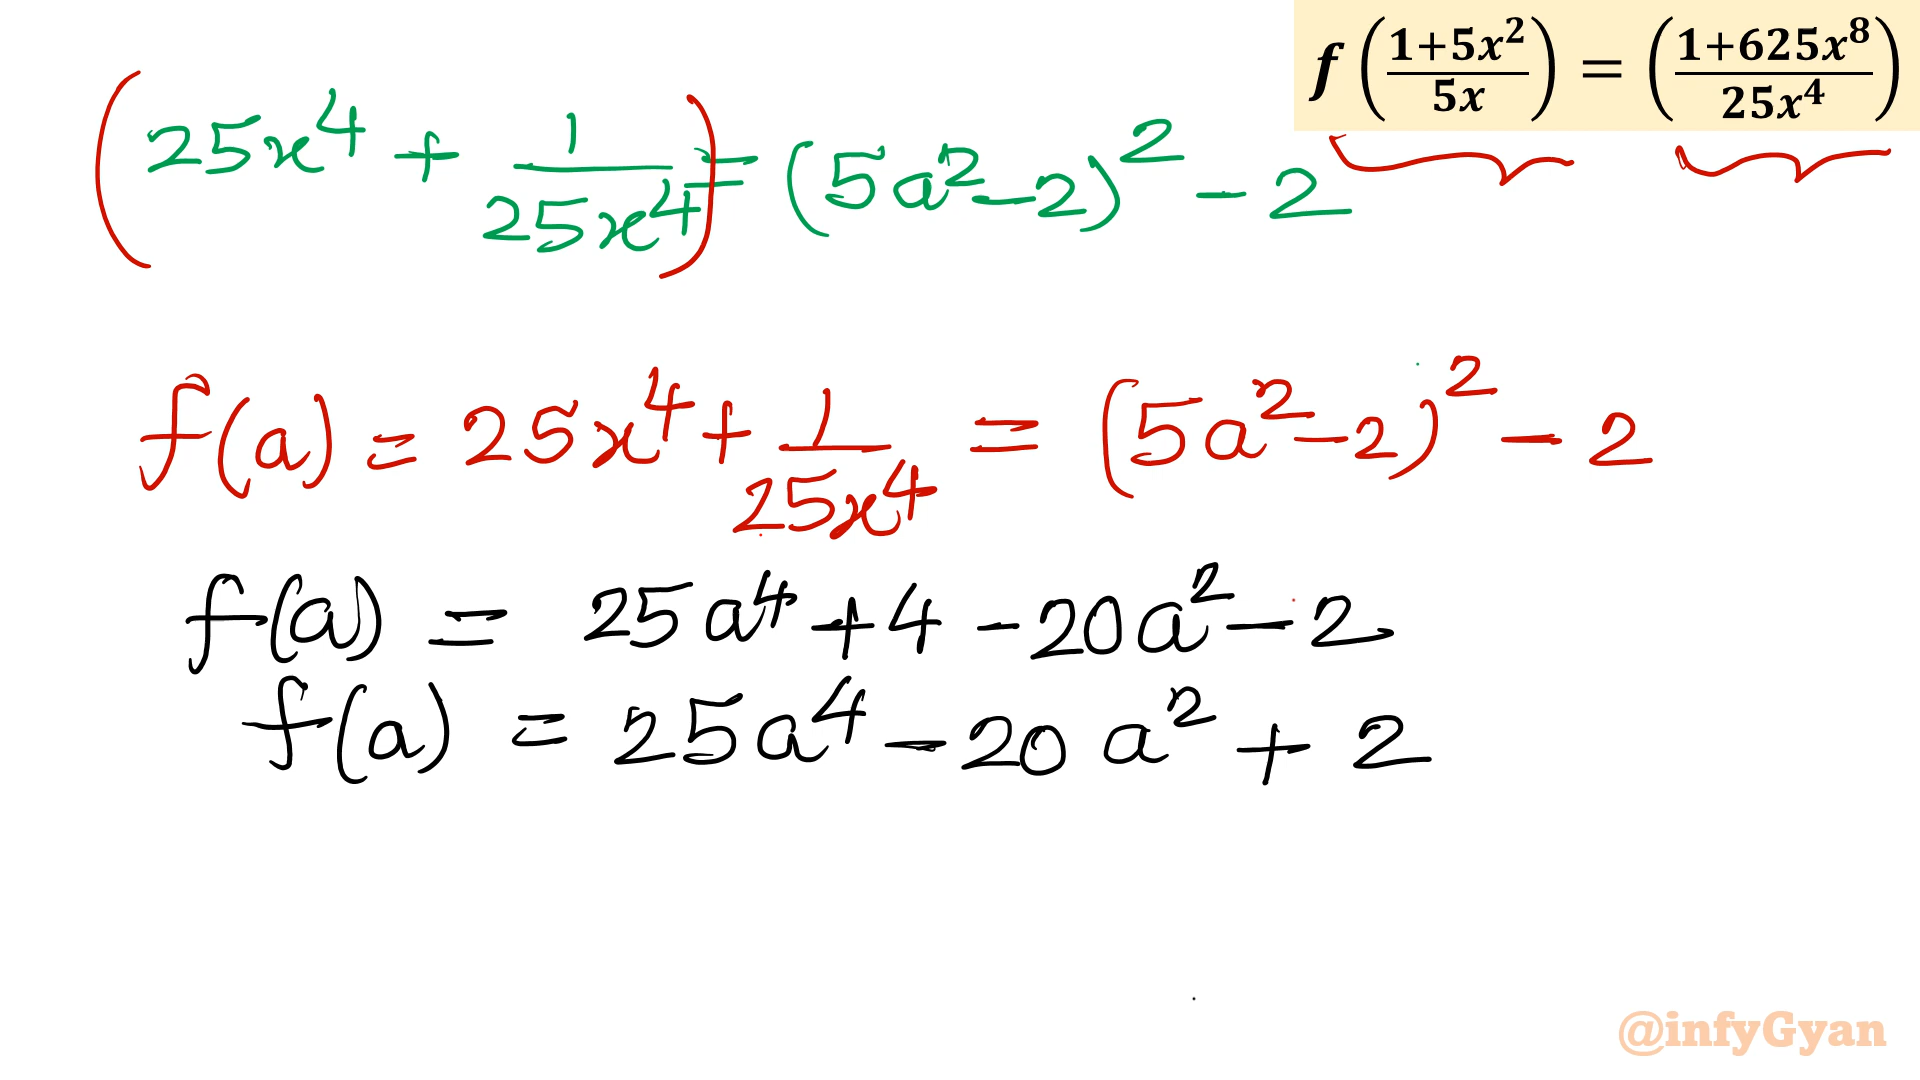 f((1+5x²)/(5x)) = ((1+625x⁸)/(25x⁴))
(25x⁴ + 1/(25x⁴)) = (5a²-2)² - 2
f(a) = 25x⁴ + 1/(25x⁴) = (5a²-2)² - 2
f(a) = 25a⁴ + 4 - 20a² - 2
f(a) = 25a⁴ - 20a² + 2
@infyGyan